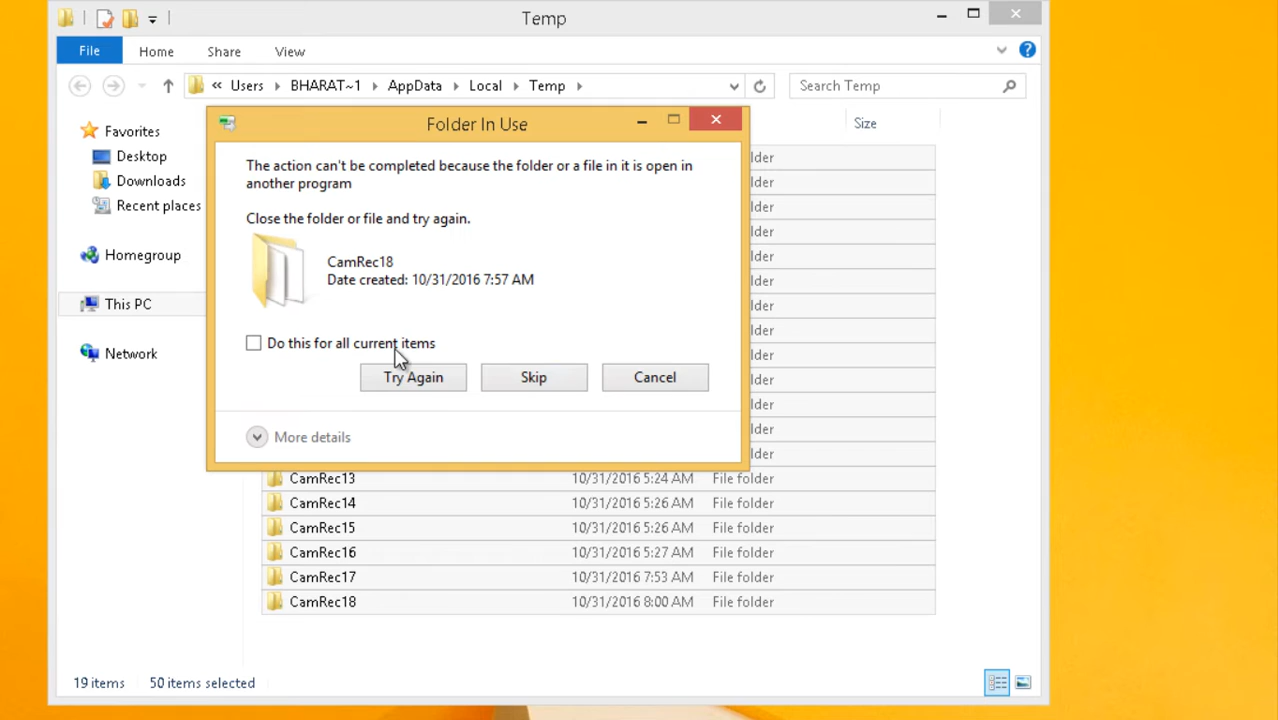 Temp
File Home Share View
« Users BHARAT~1 AppData Local Temp
Search Temp
Folder In Use
Size
Favorites
Desktop
Downloads
Recent places
Homegroup
This PC
Network
The action can't be completed because the folder or a file in it is open in
another program
Close the folder or file and try again.
CamRec18
Date created: 10/31/2016 7:57 AM
Do this for all current items
Try Again Skip Cancel
More details
lder
lder
lder
lder
lder
lder
lder
lder
lder
lder
lder
lder
lder
CamRec13 10/31/2016 5:24 AM File folder
CamRec14 10/31/2016 5:26 AM File folder
CamRec15 10/31/2016 5:26 AM File folder
CamRec16 10/31/2016 5:27 AM File folder
CamRec17 10/31/2016 7:53 AM File folder
CamRec18 10/31/2016 8:00 AM File folder
19 items 50 items selected